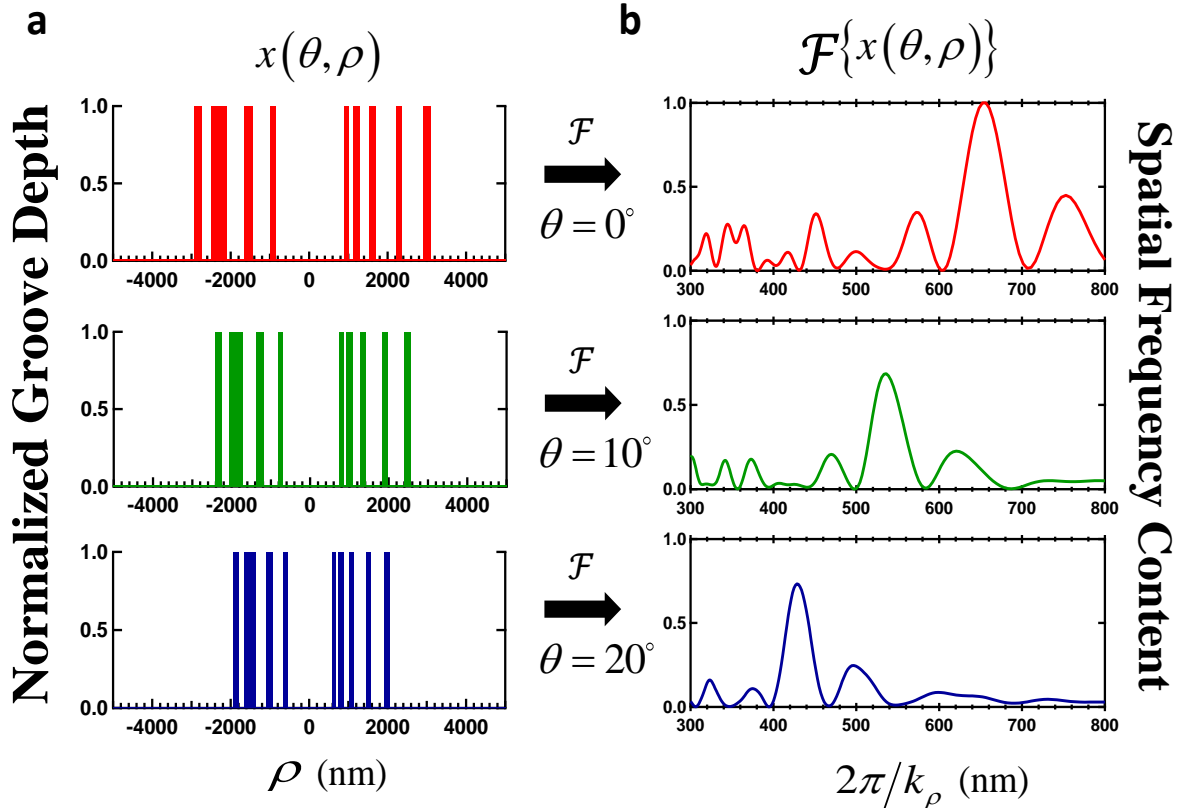 a
x(θ, ρ)
Normalized Groove Depth
1.0
0.5
0.0
-4000 -2000 0 2000 4000
1.0
0.5
0.0
-4000 -2000 0 2000 4000
1.0
0.5
0.0
-4000 -2000 0 2000 4000
ρ (nm)
ℱ
θ = 0°
ℱ
θ = 10°
ℱ
θ = 20°
b
ℱ{x(θ, ρ)}
1.0
0.5
0.0
300 400 500 600 700 800
1.0
0.5
0.0
300 400 500 600 700 800
1.0
0.5
0.0
300 400 500 600 700 800
2π/kρ (nm)
Spatial Frequency Content